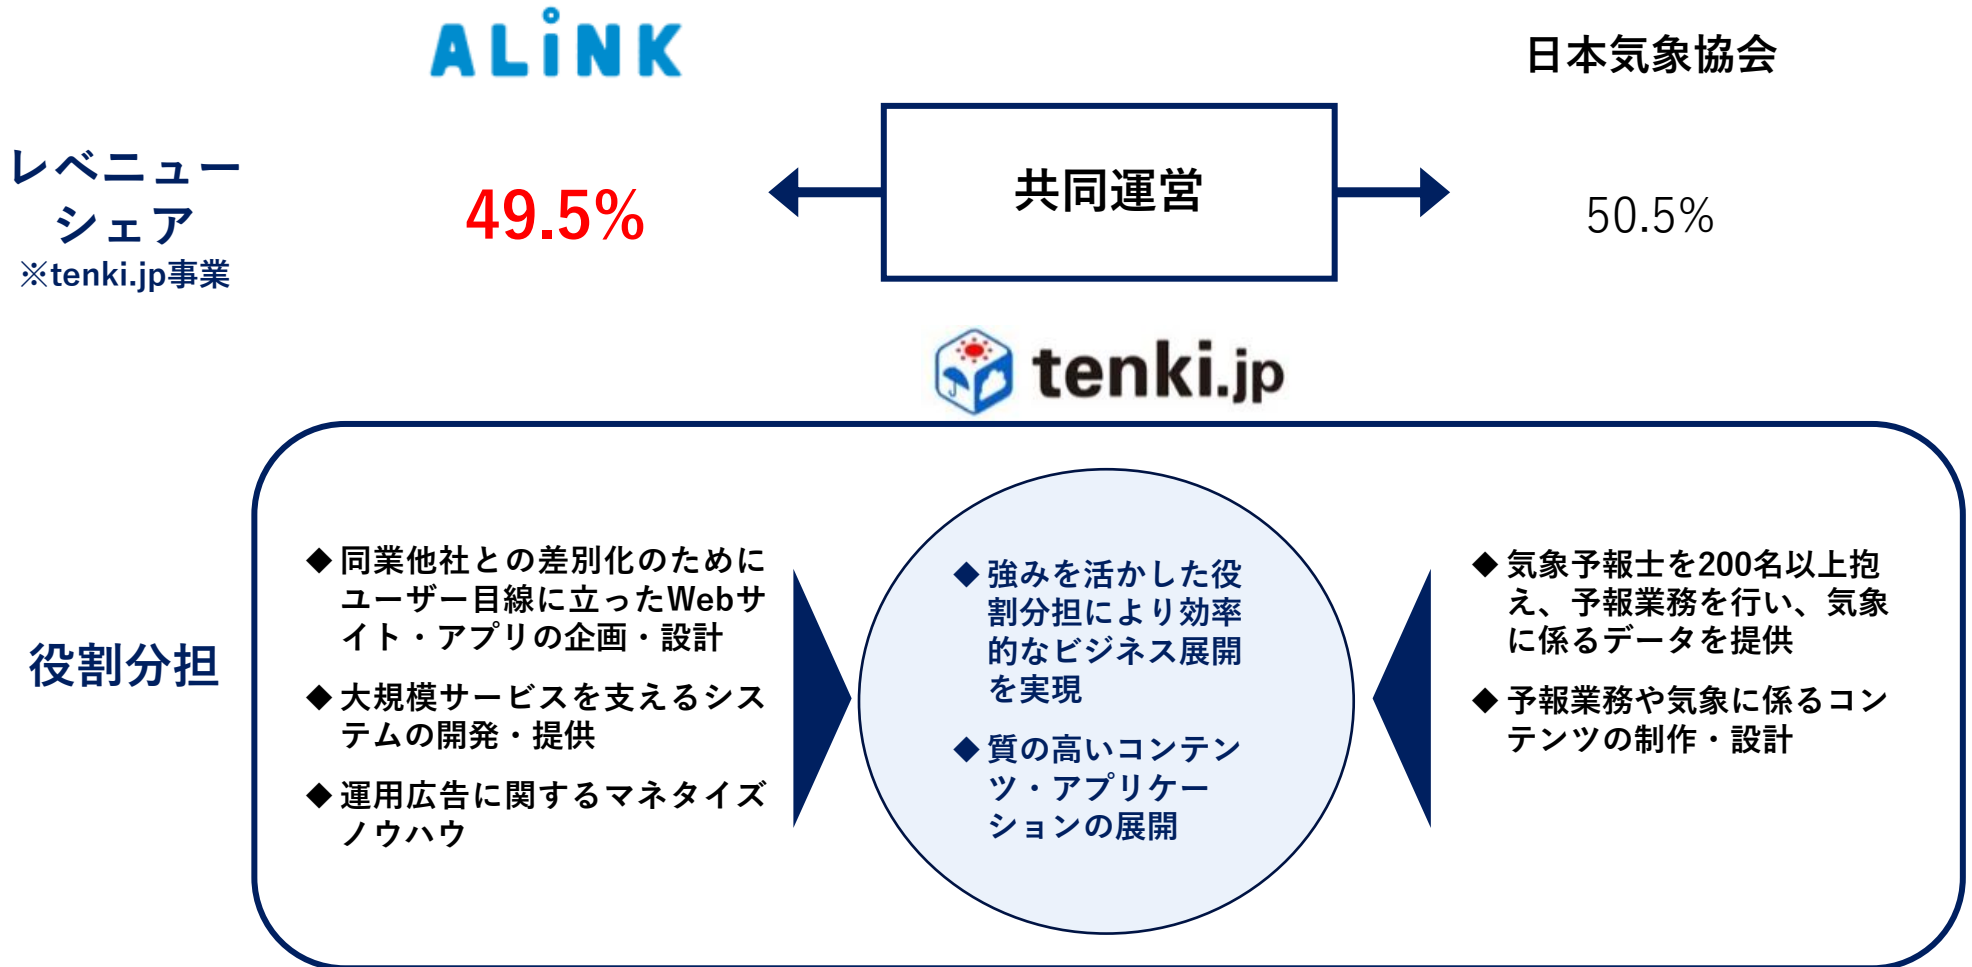 ALiNK
日本気象協会
レベニュー
シェア
※tenki.jp事業
49.5%
共同運営
50.5%
tenki.jp
役割分担
◆ 同業他社との差別化のために
ユーザー目線に立ったWebサ
イト・アプリの企画・設計
◆ 大規模サービスを支えるシス
テムの開発・提供
◆ 運用広告に関するマネタイズ
ノウハウ
◆ 強みを活かした役
割分担により効率
的なビジネス展開
を実現
◆ 質の高いコンテン
ツ・アプリケー
ションの展開
◆ 気象予報士を200名以上抱
え、予報業務を行い、気象
に係るデータを提供
◆ 予報業務や気象に係るコン
テンツの制作・設計